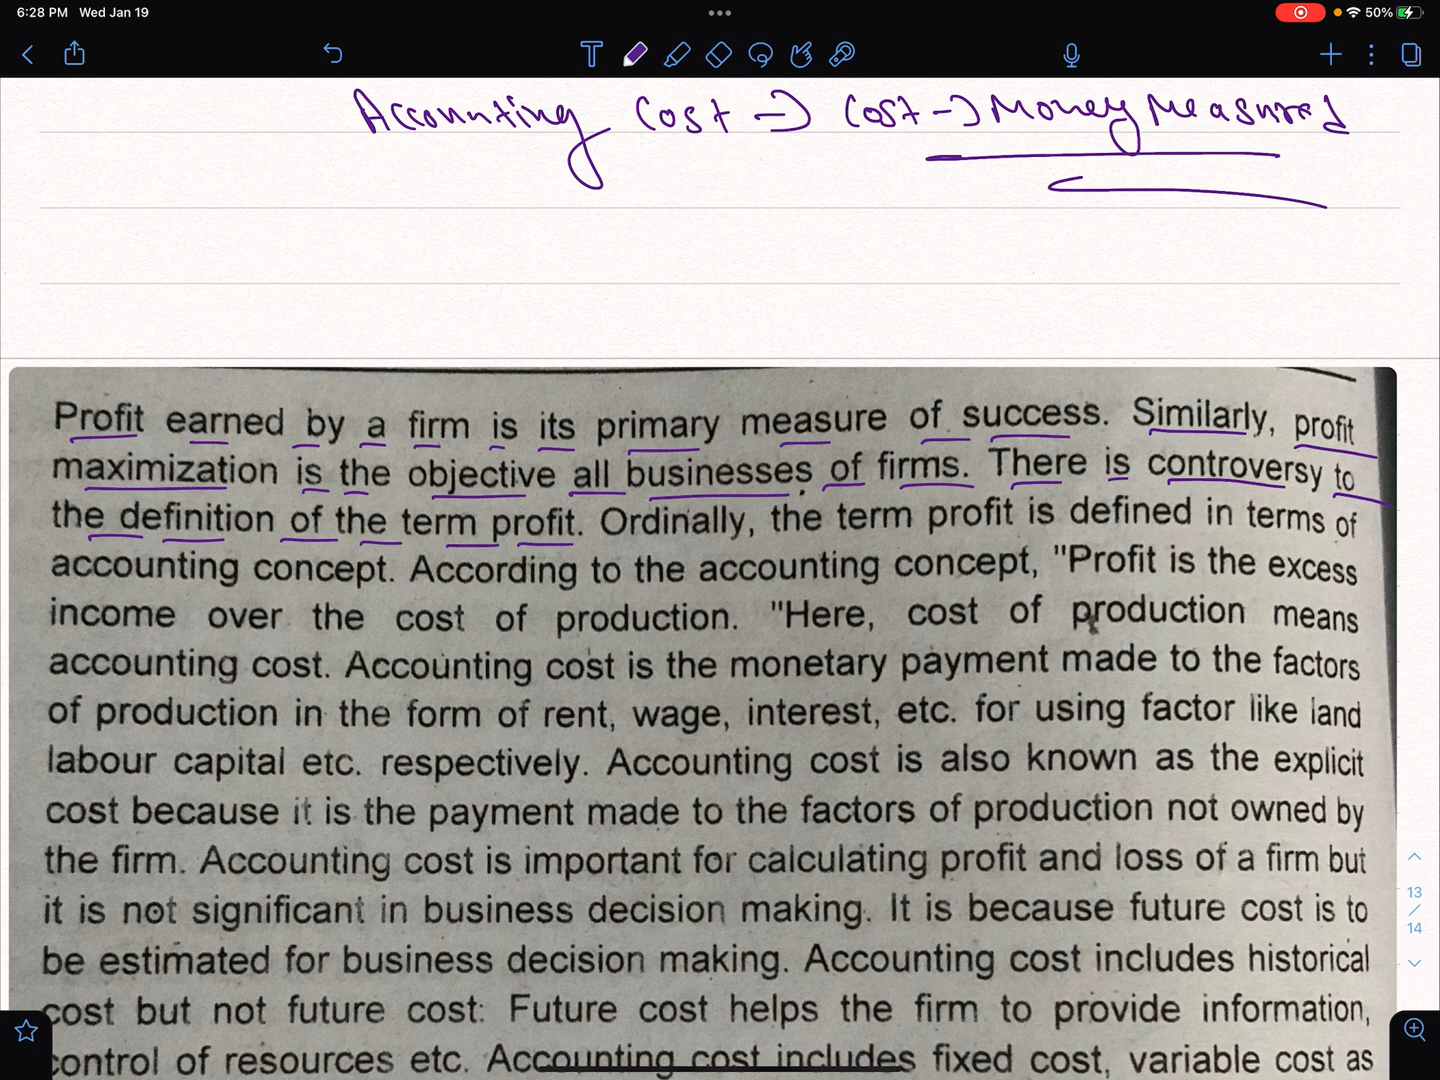 6:28 PM Wed Jan 19
50%
Accounting Cost → Cost → Money Measured
Profit earned by a firm is its primary measure of success. Similarly, profit
maximization is the objective all businesses of firms. There is controversy to
the definition of the term profit. Ordinally, the term profit is defined in terms of
accounting concept. According to the accounting concept, "Profit is the excess
income over the cost of production. "Here, cost of production means
accounting cost. Accounting cost is the monetary payment made to the factors
of production in the form of rent, wage, interest, etc. for using factor like land
labour capital etc. respectively. Accounting cost is also known as the explicit
cost because it is the payment made to the factors of production not owned by
the firm. Accounting cost is important for calculating profit and loss of a firm but
it is not significant in business decision making. It is because future cost is to
be estimated for business decision making. Accounting cost includes historical
cost but not future cost: Future cost helps the firm to provide information,
control of resources etc. Accounting cost includes fixed cost, variable cost as
13
/
14